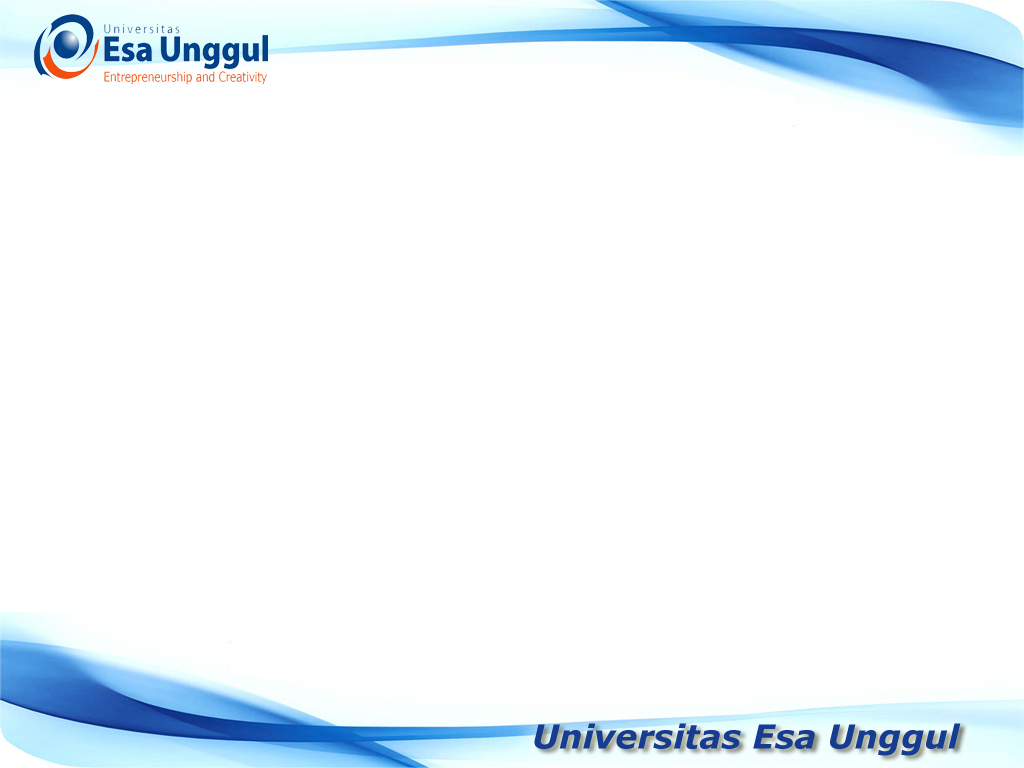 Universitas
Esa Unggul
Entrepreneurship and Creativity
Universitas Esa Unggul